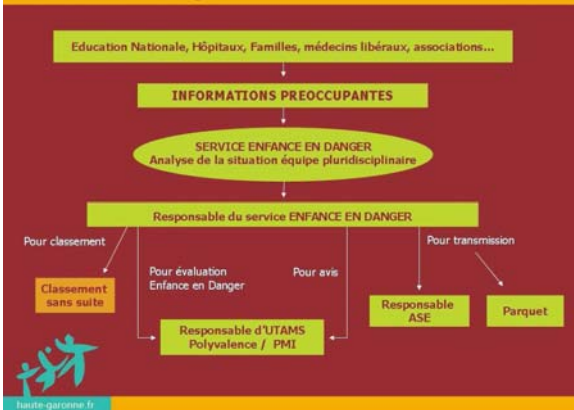 Education Nationale, Hôpitaux, Familles, médecins libéraux, associations...
INFORMATIONS PREOCCUPANTES
SERVICE ENFANCE EN DANGER
Analyse de la situation équipe pluridisciplinaire
Responsable du service ENFANCE EN DANGER
Pour classement
Pour transmission
Pour évaluation
Enfance en Danger
Pour avis
Classement
sans suite
Responsable
ASE
Parquet
Responsable d'UTAMS
Polyvalence / PMI
haute-garonne.fr